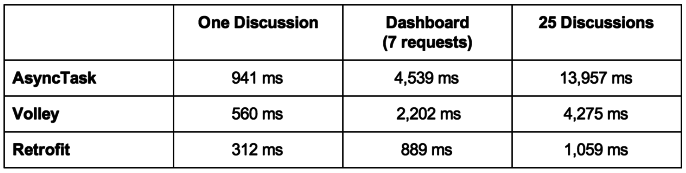 One Discussion Dashboard (7 requests) 25 Discussions
AsyncTask 941 ms 4,539 ms 13,957 ms
Volley 560 ms 2,202 ms 4,275 ms
Retrofit 312 ms 889 ms 1,059 ms